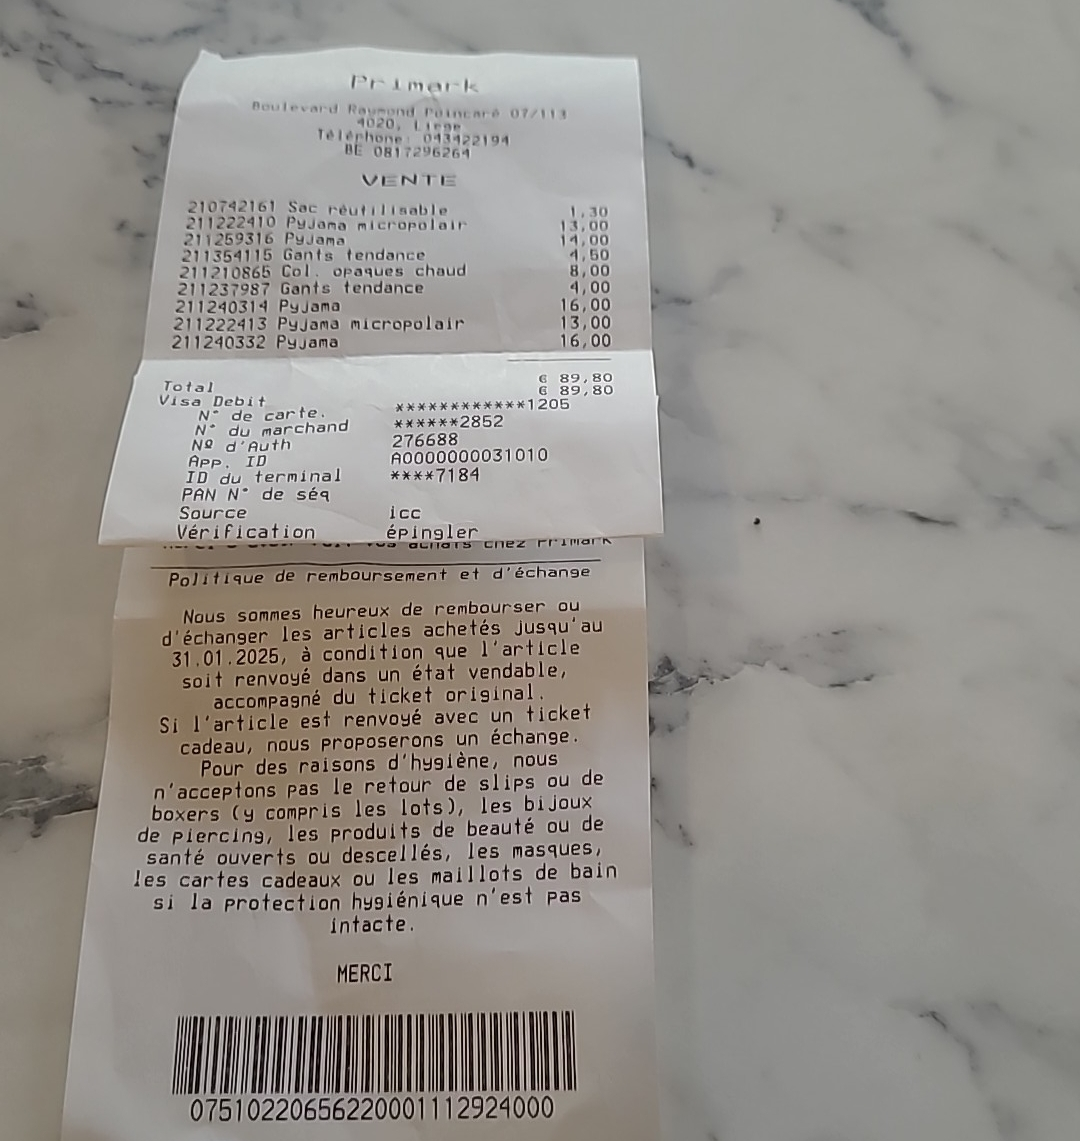 Primark
Boulevard Raymond Poincaré 07/113
4020, Liege
Téléphone: 043422194
BE 0817296264
VENTE
210742161 Sac réutilisable 1,30
211222410 Pyjama micropolair 13,00
211259316 Pyjama 14,00
211354115 Gants tendance 4,50
211210865 Col. opaques chaud 8,00
211237987 Gants tendance 4,00
211240314 Pyjama 16,00
211222413 Pyjama micropolair 13,00
211240332 Pyjama 16,00
Total € 89,80
Visa Debit € 89,80
N° de carte. ************1205
N° du marchand ******2852
Nº d'Auth 276688
App. ID A0000000031010
ID du terminal ****7184
PAN N° de séq
Source icc
Vérification épingler
vos achats chez Primark
Politique de remboursement et d'échange
Nous sommes heureux de rembourser ou
d'échanger les articles achetés jusqu'au
31.01.2025, à condition que l'article
soit renvoyé dans un état vendable,
accompagné du ticket original.
Si l'article est renvoyé avec un ticket
cadeau, nous proposerons un échange.
Pour des raisons d'hygiène, nous
n'acceptons pas le retour de slips ou de
boxers (y compris les lots), les bijoux
de piercing, les produits de beauté ou de
santé ouverts ou descellés, les masques,
les cartes cadeaux ou les maillots de bain
si la protection hygiénique n'est pas
intacte.
MERCI
07510220656220001112924000